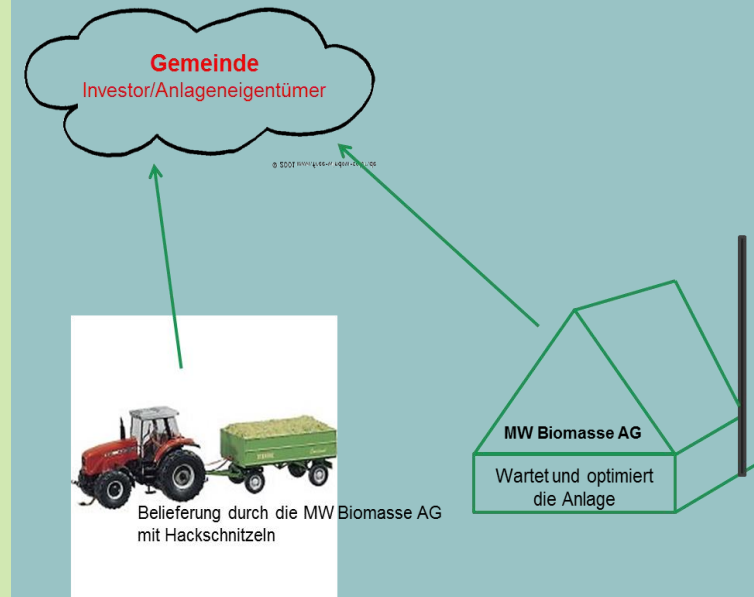 Gemeinde
Investor/Anlageneigentümer
MW Biomasse AG
Wartet und optimiert
die Anlage
Belieferung durch die MW Biomasse AG
mit Hackschnitzeln